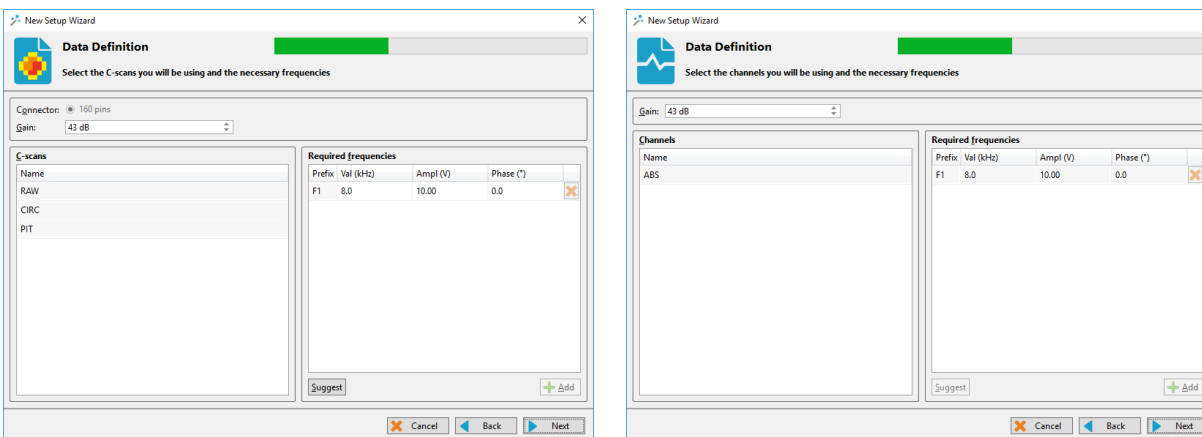 New Setup Wizard
Data Definition
Select the C-scans you will be using and the necessary frequencies
Connector: 160 pins
Gain: 43 dB
C-scans
Name
RAW
CIRC
PIT
Required frequencies
Prefix Val (kHz) Ampl (V) Phase (°)
F1 8.0 10.00 0.0
Suggest
Add
Cancel Back Next
New Setup Wizard
Data Definition
Select the channels you will be using and the necessary frequencies
Gain: 43 dB
Channels
Name
ABS
Required frequencies
Prefix Val (kHz) Ampl (V) Phase (°)
F1 8.0 10.00 0.0
Suggest
Add
Cancel Back Next